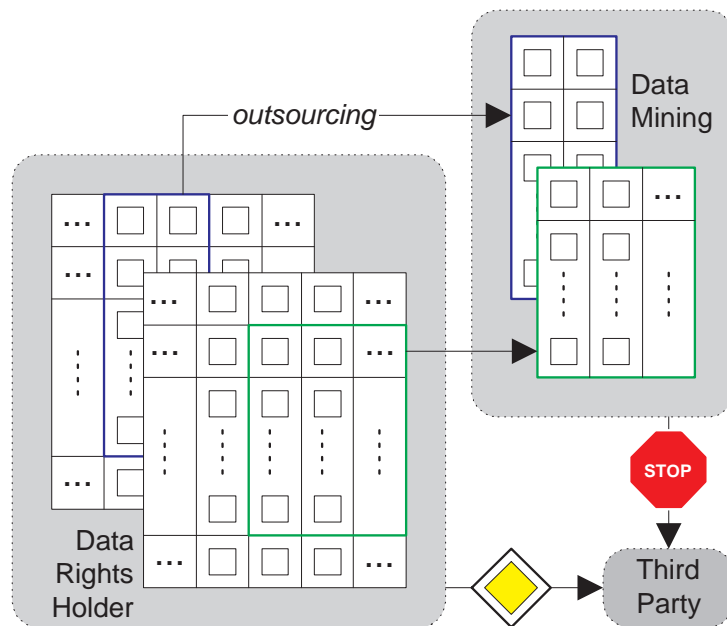 outsourcing
Data
Mining
STOP
Data
Rights
Holder
Third
Party